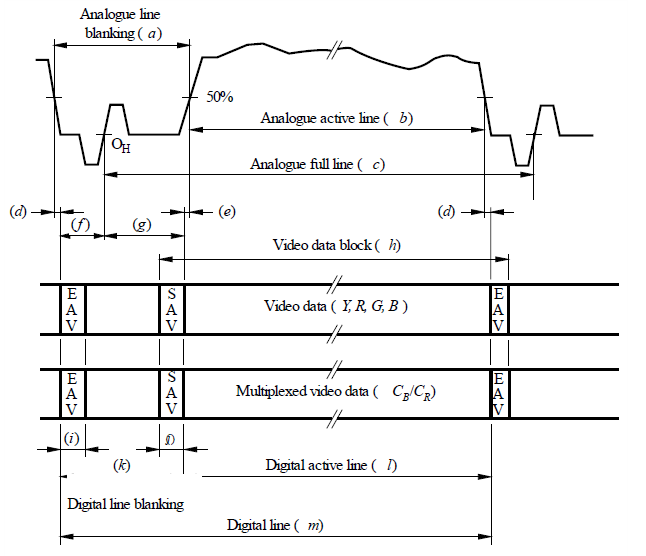 Analogue line
blanking ( a)
50%
Analogue active line ( b)
O_H
Analogue full line ( c)
(d)
(f)
(g)
(e)
(d)
Video data block ( h)
E
A
V
S
A
V
Video data ( Y, R, G, B )
E
A
V
E
A
V
S
A
V
Multiplexed video data ( C_B/C_R)
E
A
V
(i)
(k)
Digital active line ( l)
Digital line blanking
Digital line ( m)